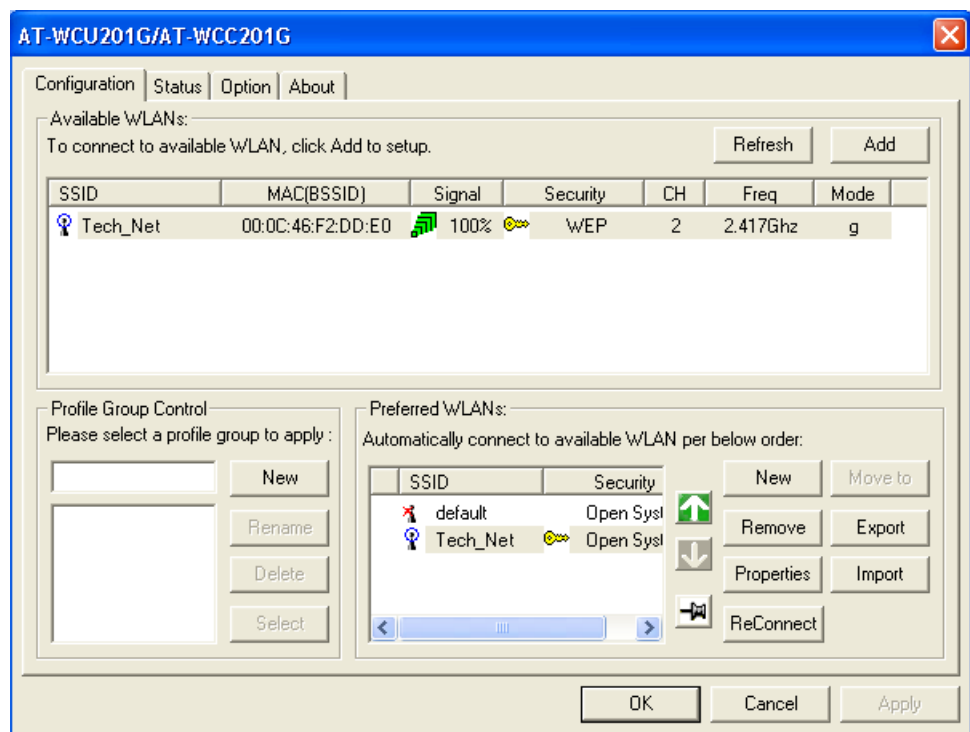 AT-WCU201G/AT-WCC201G
Configuration Status Option About
Available WLANs:
To connect to available WLAN, click Add to setup.
Refresh Add
SSID MAC(BSSID) Signal Security CH Freq Mode
Tech_Net 00:0C:46:F2:DD:E0 100% WEP 2 2.417Ghz g
Profile Group Control
Please select a profile group to apply :
New
Rename
Delete
Select
Preferred WLANs:
Automatically connect to available WLAN per below order:
SSID Security
default Open Syst
Tech_Net Open Syst
New Move to
Remove Export
Properties Import
ReConnect
OK Cancel Apply